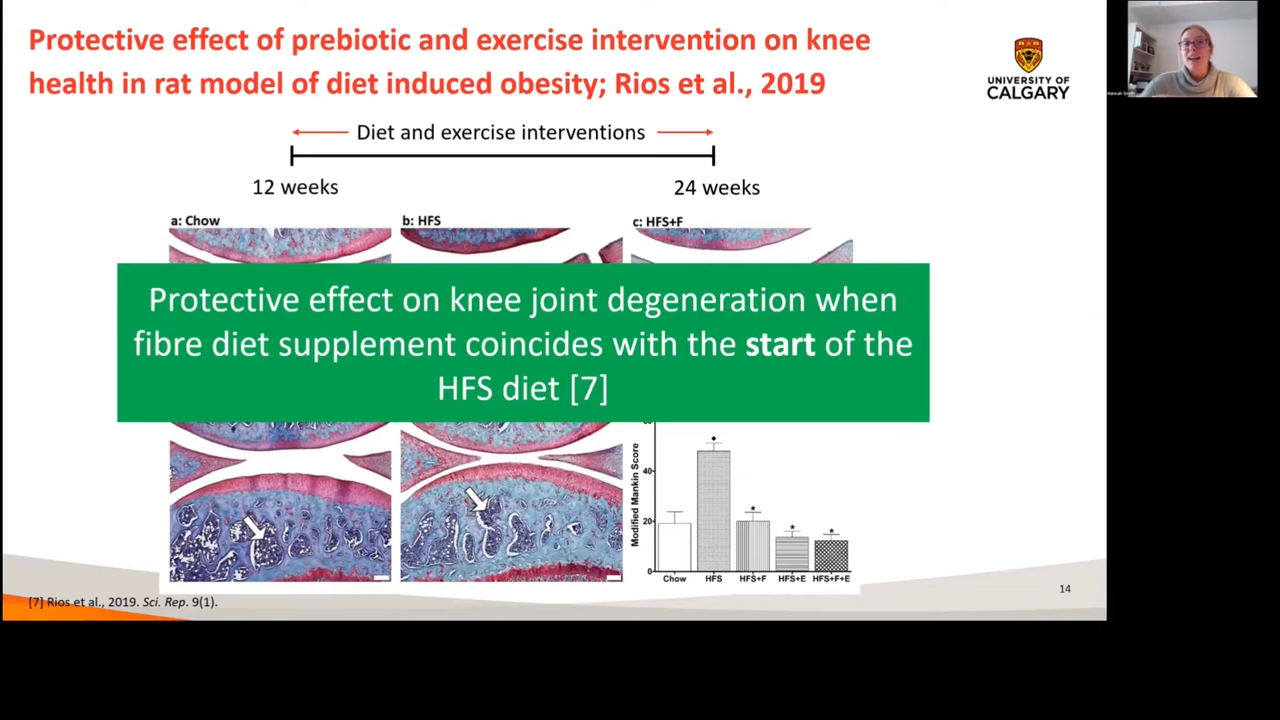 Protective effect of prebiotic and exercise intervention on knee
health in rat model of diet induced obesity; Rios et al., 2019
UNIVERSITY OF
CALGARY
Diet and exercise interventions
12 weeks
24 weeks
a: Chow
b: HFS
c: HFS+F
Protective effect on knee joint degeneration when
fibre diet supplement coincides with the start of the
HFS diet [7]
Modified Mankin Score
40
20
0
Chow
HFS
HFS+F
HFS+E
HFS+F+E
[7] Rios et al., 2019. Sci. Rep. 9(1).
14